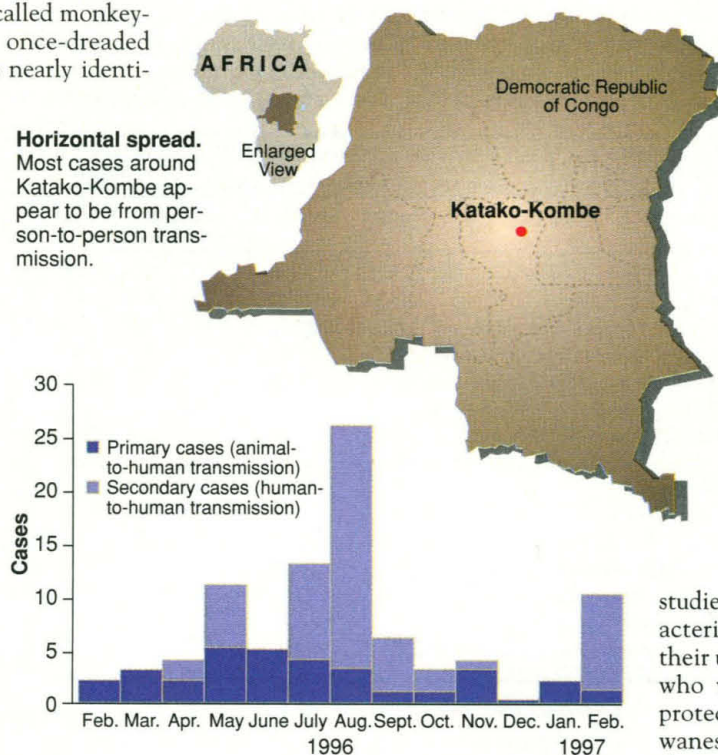 called monkey-
once-dreaded
nearly identi-
AFRICA
Enlarged
View
Democratic Republic
of Congo
Katako-Kombe
Horizontal spread.
Most cases around
Katako-Kombe ap-
pear to be from per-
son-to-person trans-
mission.
30
25
20
15
10
5
0
Cases
Primary cases (animal-
to-human transmission)
Secondary cases (human-
to-human transmission)
Feb. Mar. Apr. May June July Aug. Sept. Oct. Nov. Dec. Jan. Feb.
1996 1997
studie
acteri
their u
who
protec
wanes